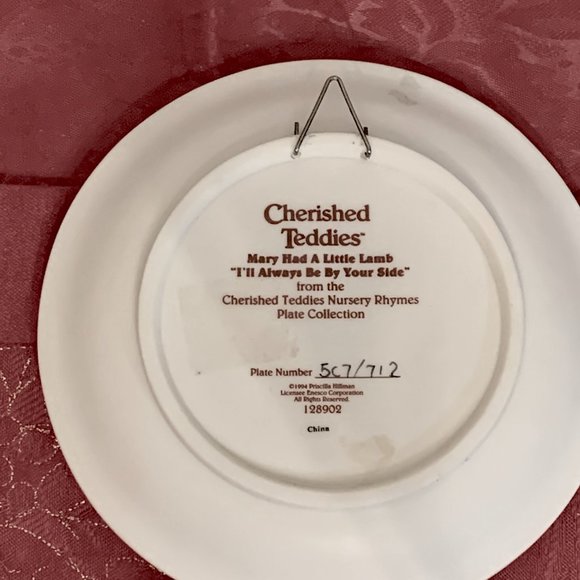 Cherished
Teddies™
Mary Had A Little Lamb
"I'll Always Be By Your Side"
from the
Cherished Teddies Nursery Rhymes
Plate Collection
Plate Number 5C7/712
©1994 Priscilla Hillman
Licensee Enesco Corporation
All Rights Reserved.
128902
China